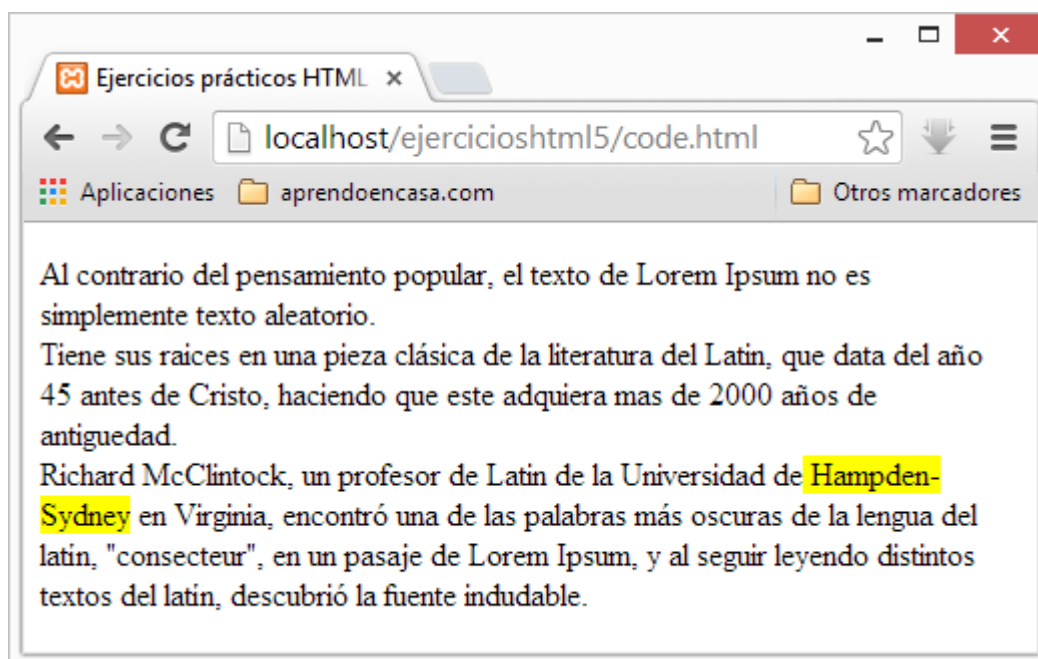 Ejercicios prácticos HTML
localhost/ejercicioshtml5/code.html
Aplicaciones aprendoencasa.com Otros marcadores
Al contrario del pensamiento popular, el texto de Lorem Ipsum no es
simplemente texto aleatorio.
Tiene sus raices en una pieza clásica de la literatura del Latin, que data del año
45 antes de Cristo, haciendo que este adquiera mas de 2000 años de
antiguedad.
Richard McClintock, un profesor de Latin de la Universidad de Hampden-
Sydney en Virginia, encontró una de las palabras más oscuras de la lengua del
latín, "consecteur", en un pasaje de Lorem Ipsum, y al seguir leyendo distintos
textos del latín, descubrió la fuente indudable.